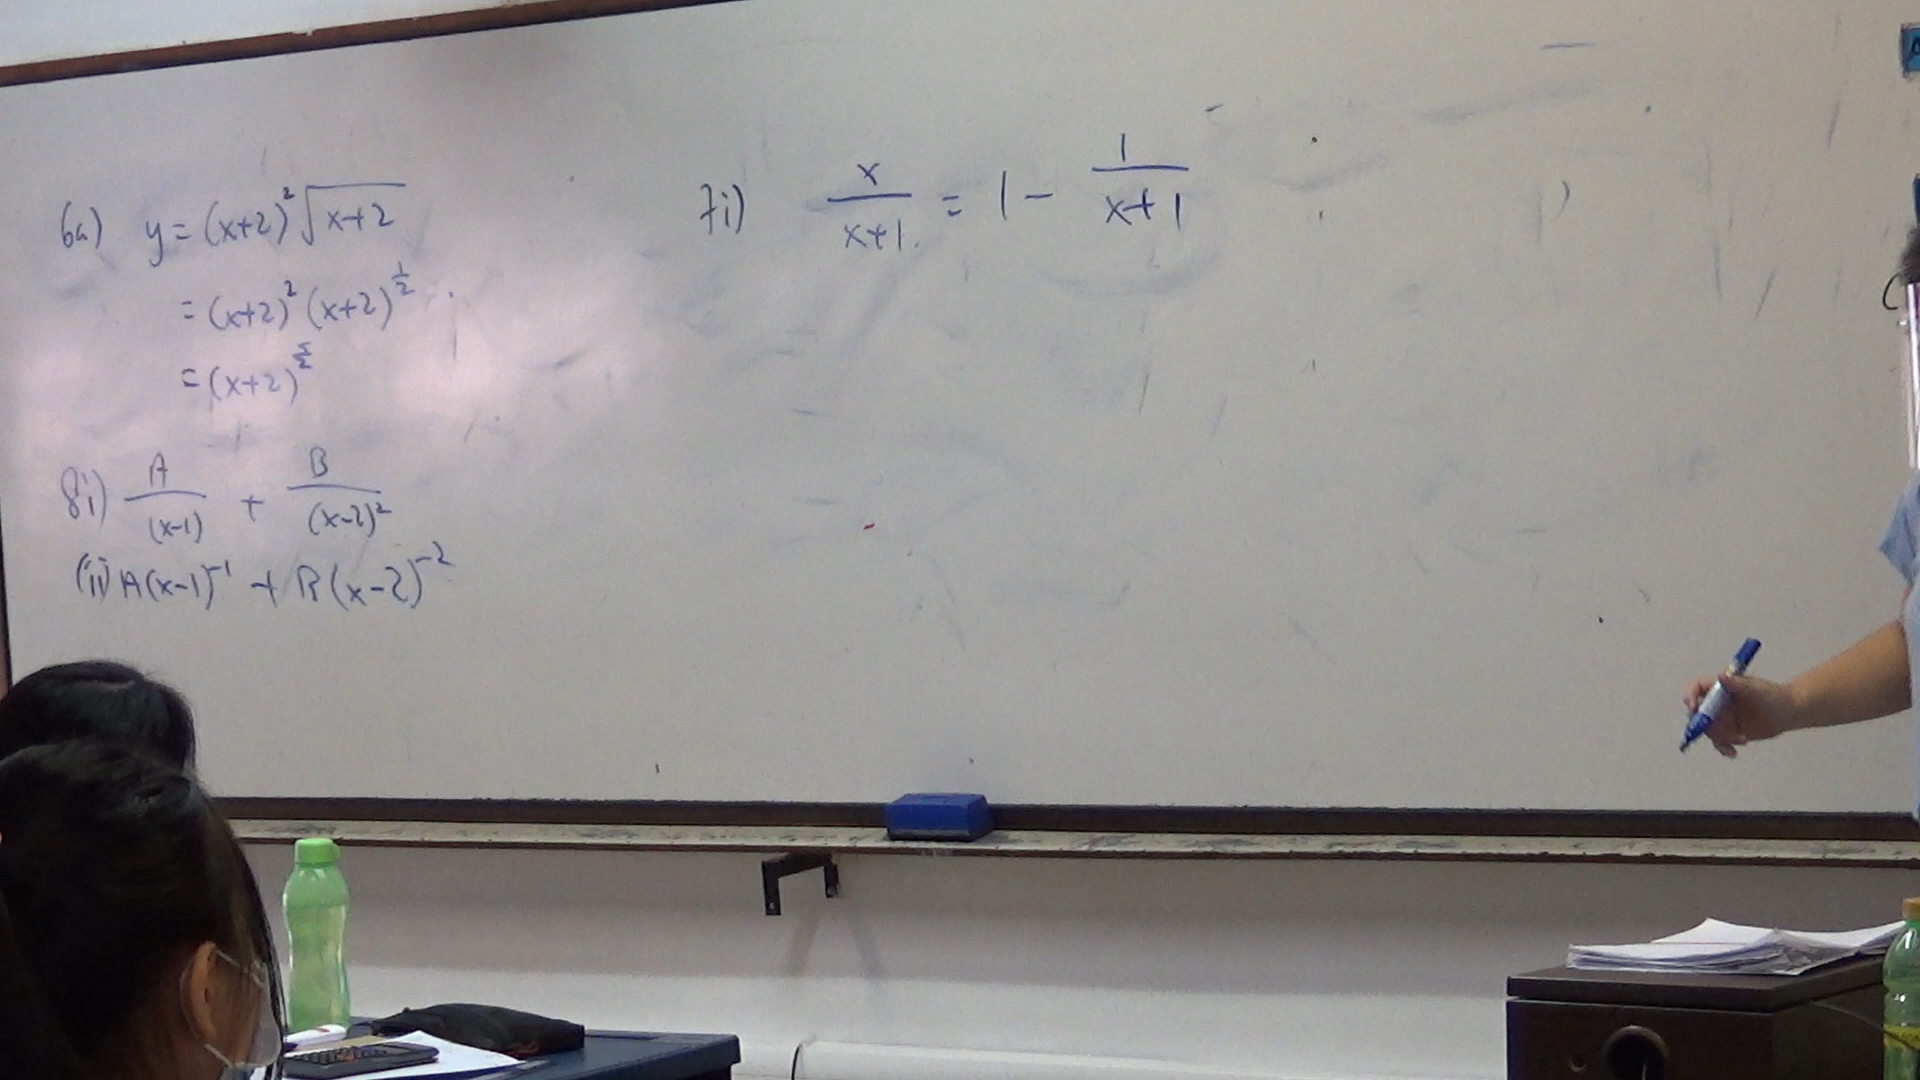 6a) y = (x+2)²√(x+2)
= (x+2)² (x+2)^(1/2)
= (x+2)^(5/2)
8i) A/(x-1) + B/(x-2)²
(ii) A(x-1)⁻¹ + B(x-2)⁻²
7i) x/(x+1) = 1 - 1/(x+1)